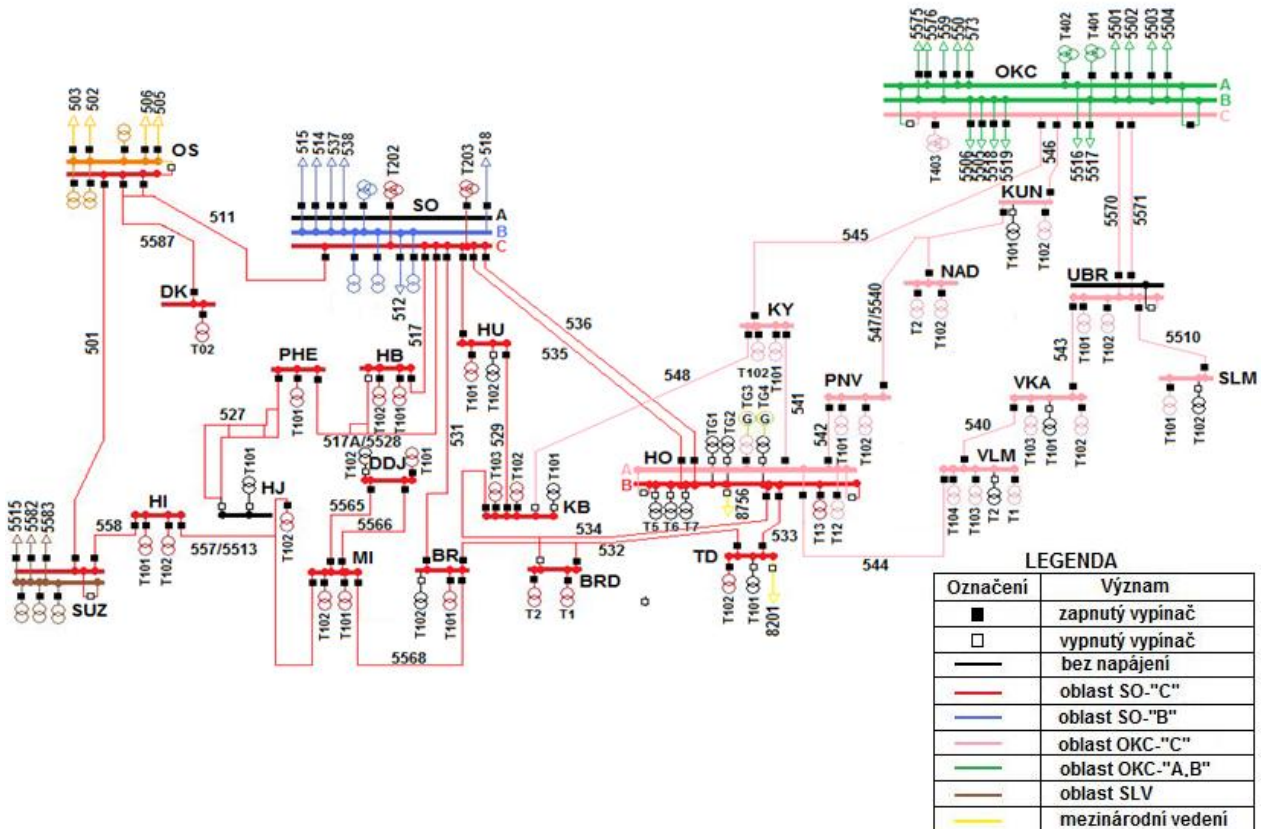 5575
5576
559
550
573
T402
T401
5501
5502
5503
5504
OKC
A
B
C
503
502
506
505
OS
515
514
537
538
T202
T203
518
SO
A
B
C
T403
5506
5505
5518
5519
5516
5517
546
KUN
T101
T102
5570
5571
511
5587
DK
T02
512
517
545
NAD
T2
T102
UBR
T101
T102
501
PHE
T101
HB
T102
T101
HU
T101
T102
536
535
KY
T102
T101
547/5540
543
5510
SLM
T101
T102
527
517A/5528
531
529
548
541
PNV
T101
T102
VKA
T103
T101
T102
540
TG1
TG2
TG3
TG4
G
G
542
T102
T101
DDJ
T103
T102
T101
HO
A
B
VLM
T104
T103
T2
T1
T101
HJ
T102
HI
T101
T102
5565
5566
KB
T5
T6
T7
8756
T13
T12
5515
5582
5583
558
557/5513
534
532
533
544
SUZ
MI
T102
T101
BR
T102
T101
BRD
T2
T1
TD
T102
T101
8201
5568
LEGENDA
Označení
Význam
zapnutý vypínač
vypnutý vypínač
bez napájení
oblast SO-"C"
oblast SO-"B"
oblast OKC-"C"
oblast OKC-"A,B"
oblast SLV
mezinárodní vedení